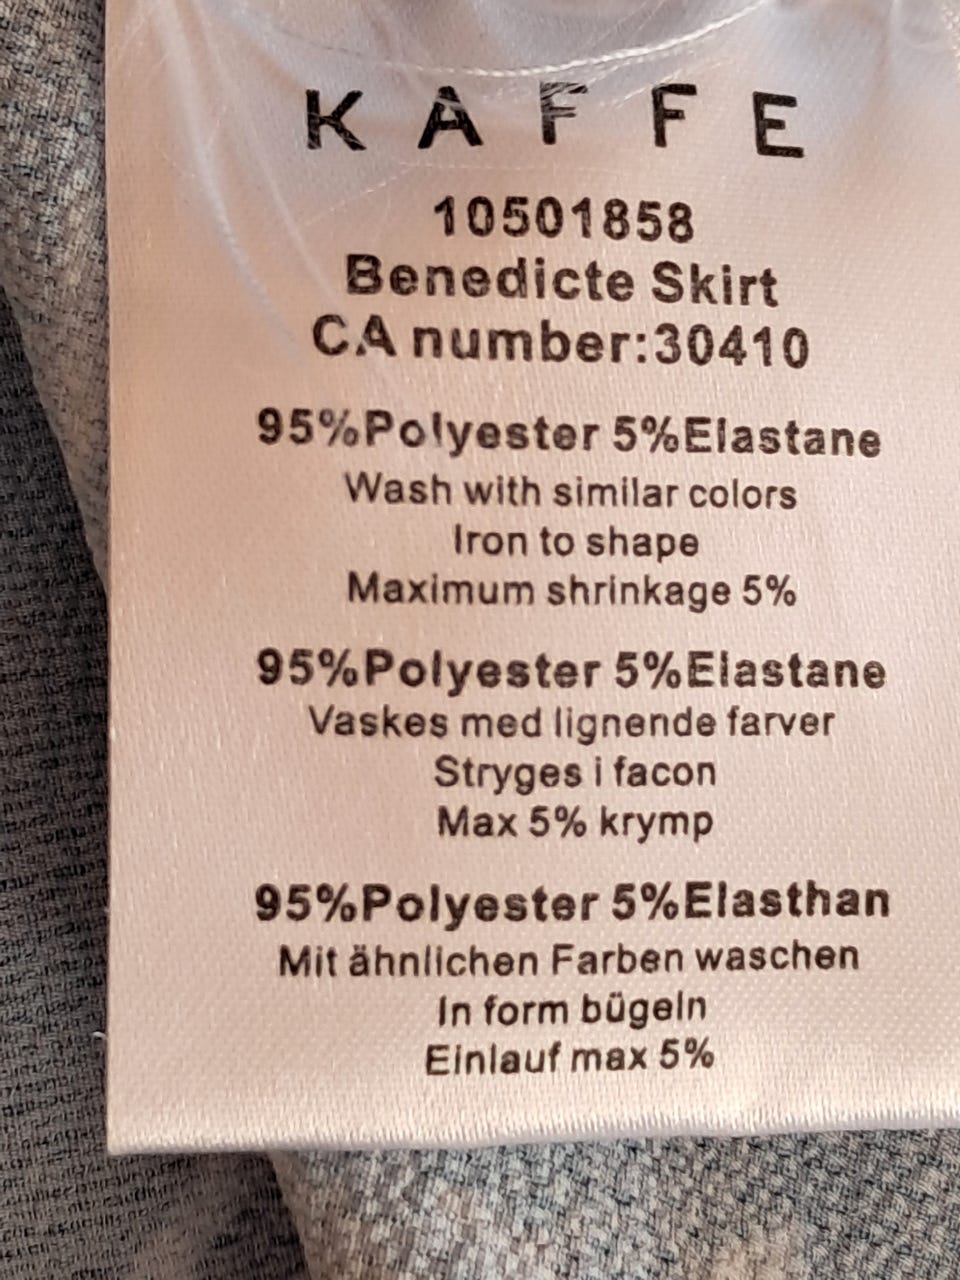 KAFFE
10501858
Benedicte Skirt
CA number:30410
95%Polyester 5%Elastane
Wash with similar colors
Iron to shape
Maximum shrinkage 5%
95%Polyester 5%Elastane
Vaskes med lignende farver
Stryges i facon
Max 5% krymp
95%Polyester 5%Elasthan
Mit ähnlichen Farben waschen
In form bügeln
Einlauf max 5%